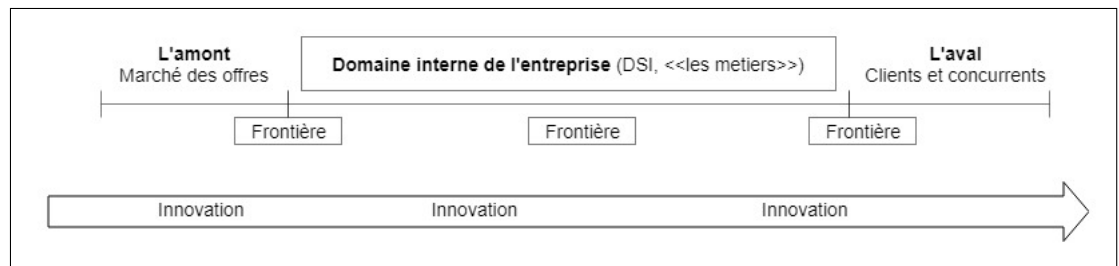 L'amont
Marché des offres
Domaine interne de l'entreprise (DSI, <<les metiers>>)
L'aval
Clients et concurrents
Frontière
Frontière
Frontière
Innovation
Innovation
Innovation